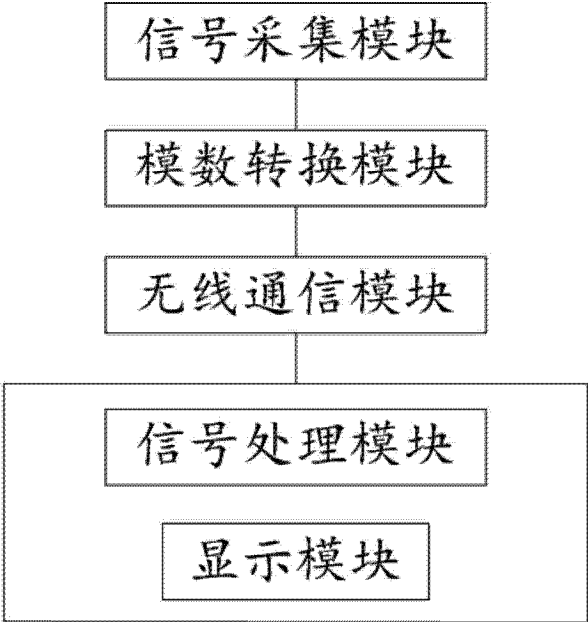 信号采集模块
模数转换模块
无线通信模块
信号处理模块
显示模块